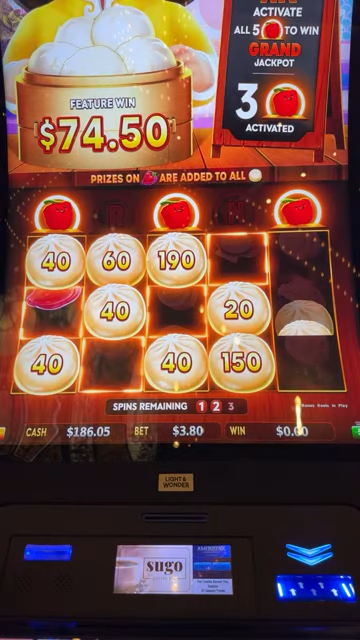 ACTIVATE
ALL 5 TO WIN
GRAND
JACKPOT
3
ACTIVATED
FEATURE WIN
$74.50
PRIZES ON ARE ADDED TO ALL
40 60 190
40 20
40 40 150
SPINS REMAINING 1 2 3
CASH $186.05 BET $3.80 WIN $0.00
LIGHT &
WONDER
sugo